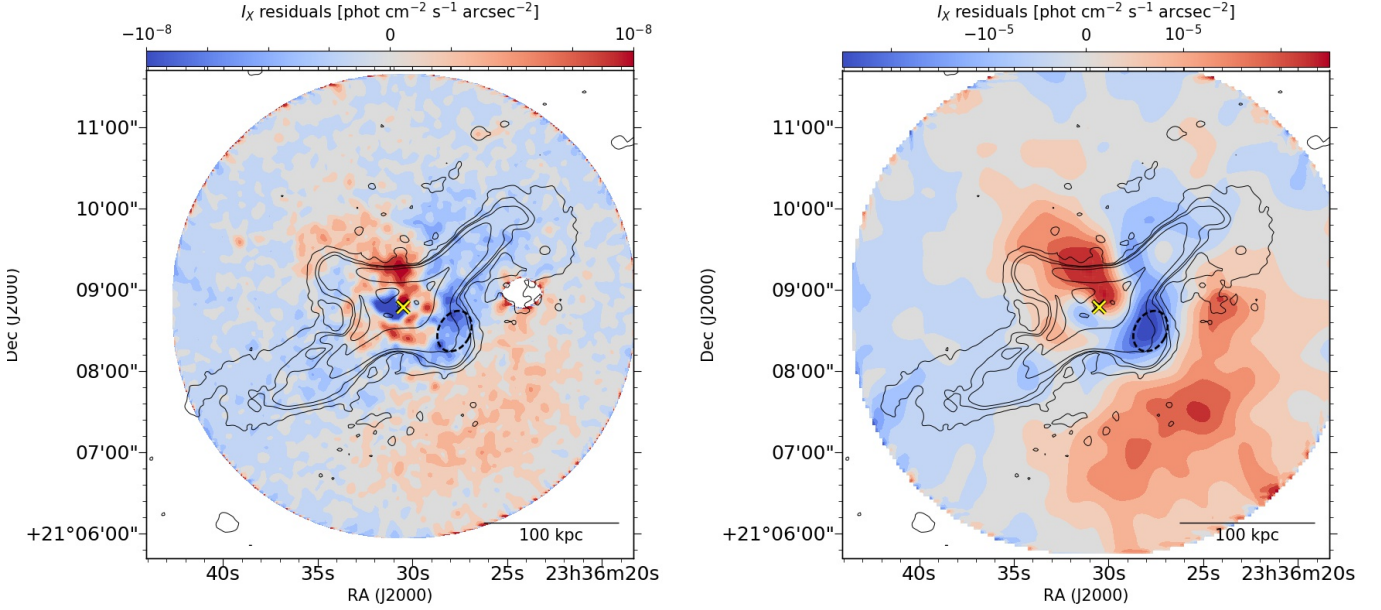 I_X residuals [phot cm⁻² s⁻¹ arcsec⁻²]
−10⁻⁸ 0 10⁻⁸
11'00"
10'00"
09'00"
08'00"
07'00"
+21°06'00"
Dec (J2000)
100 kpc
40s 35s 30s 25s 23h36m20s
RA (J2000)
I_X residuals [phot cm⁻² s⁻¹ arcsec⁻²]
−10⁻⁵ 0 10⁻⁵
11'00"
10'00"
09'00"
08'00"
07'00"
+21°06'00"
Dec (J2000)
100 kpc
40s 35s 30s 25s 23h36m20s
RA (J2000)